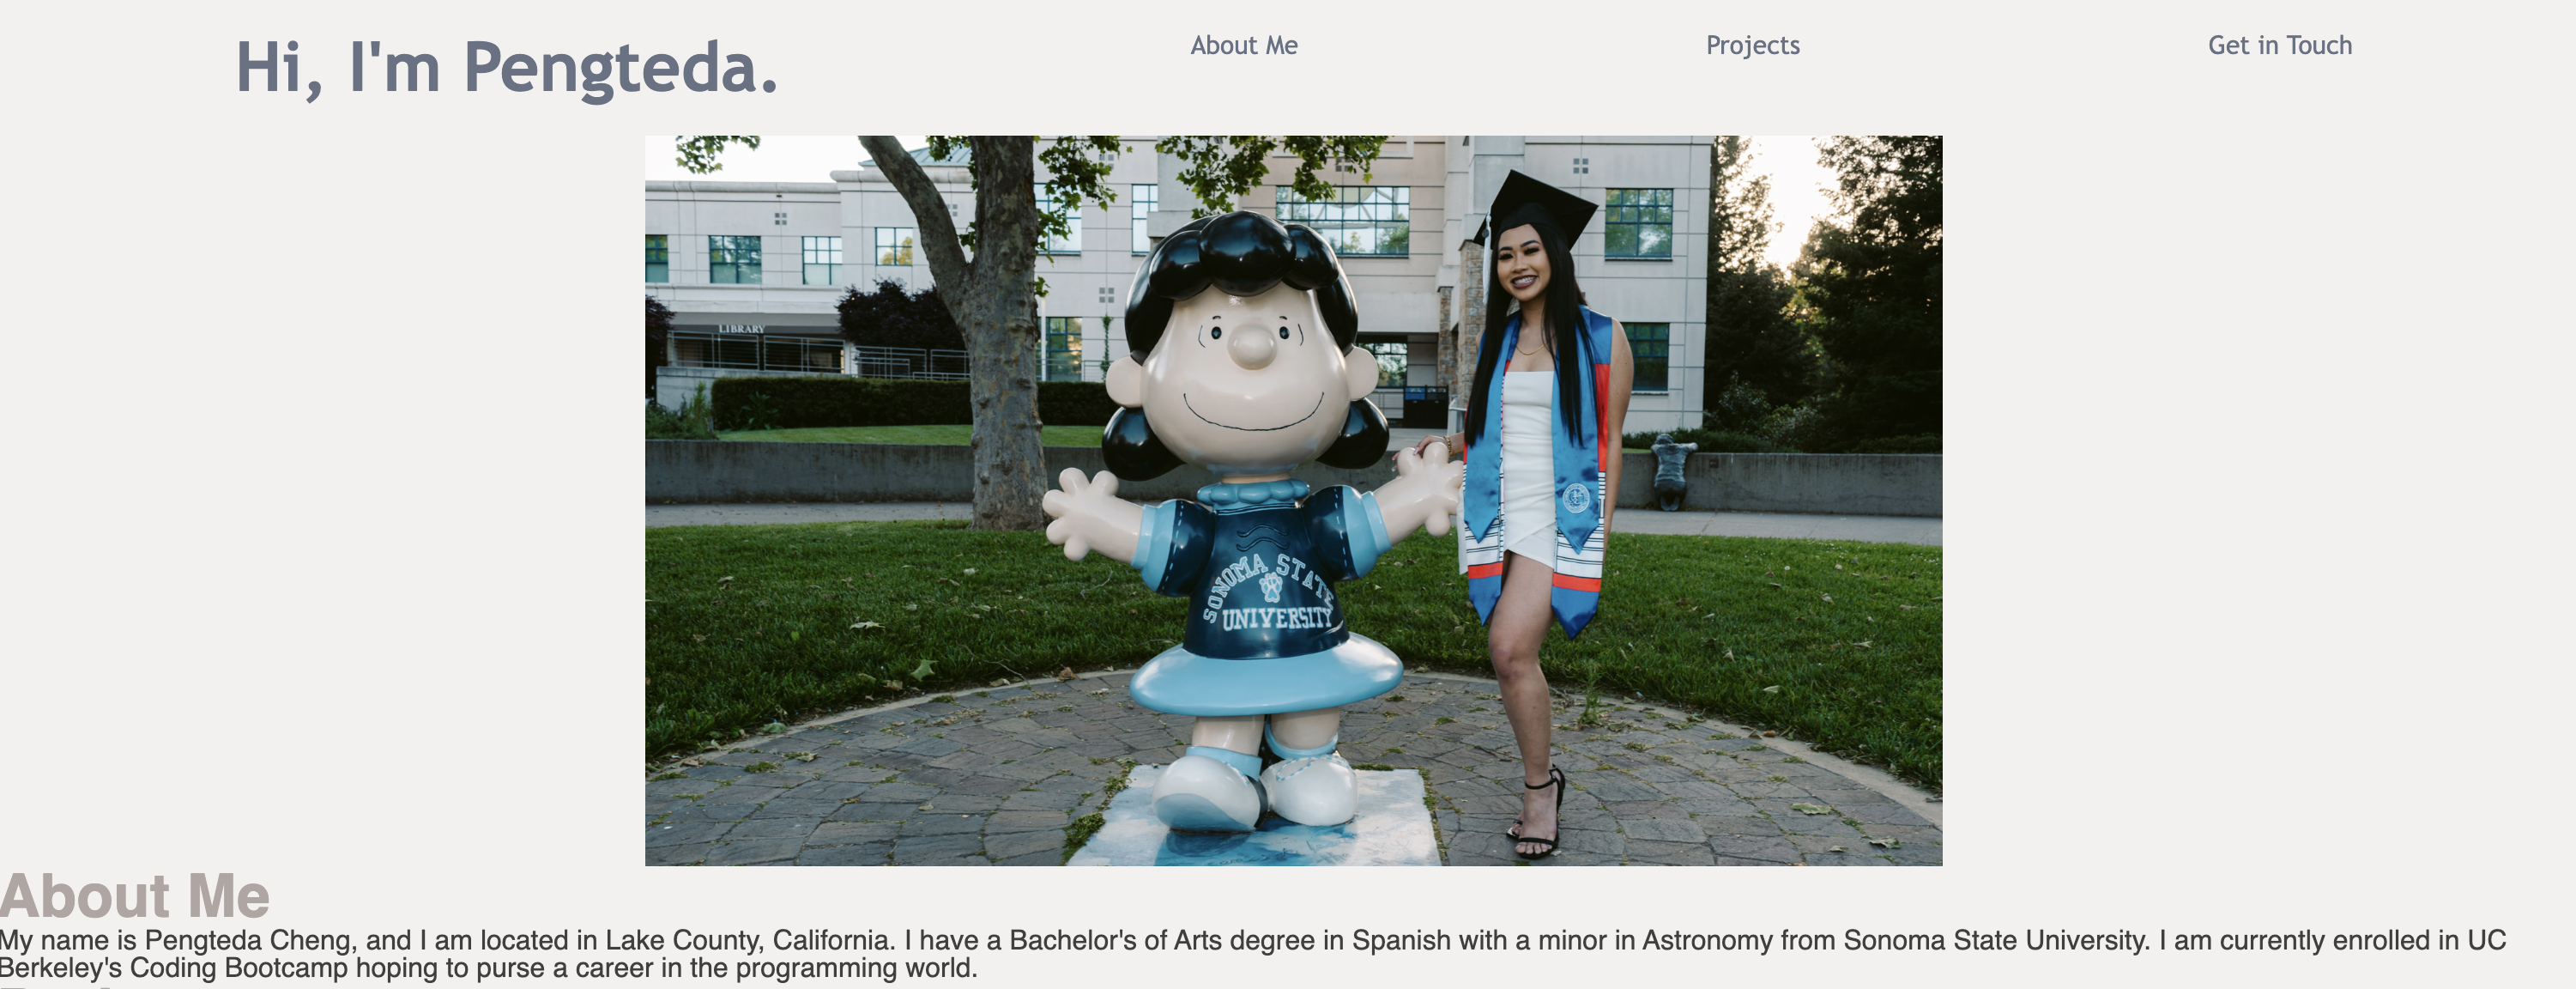 Hi, I'm Pengteda.
About Me
Projects
Get in Touch
LIBRARY
SONOMA STATE
UNIVERSITY
About Me
My name is Pengteda Cheng, and I am located in Lake County, California. I have a Bachelor's of Arts degree in Spanish with a minor in Astronomy from Sonoma State University. I am currently enrolled in UC
Berkeley's Coding Bootcamp hoping to purse a career in the programming world.